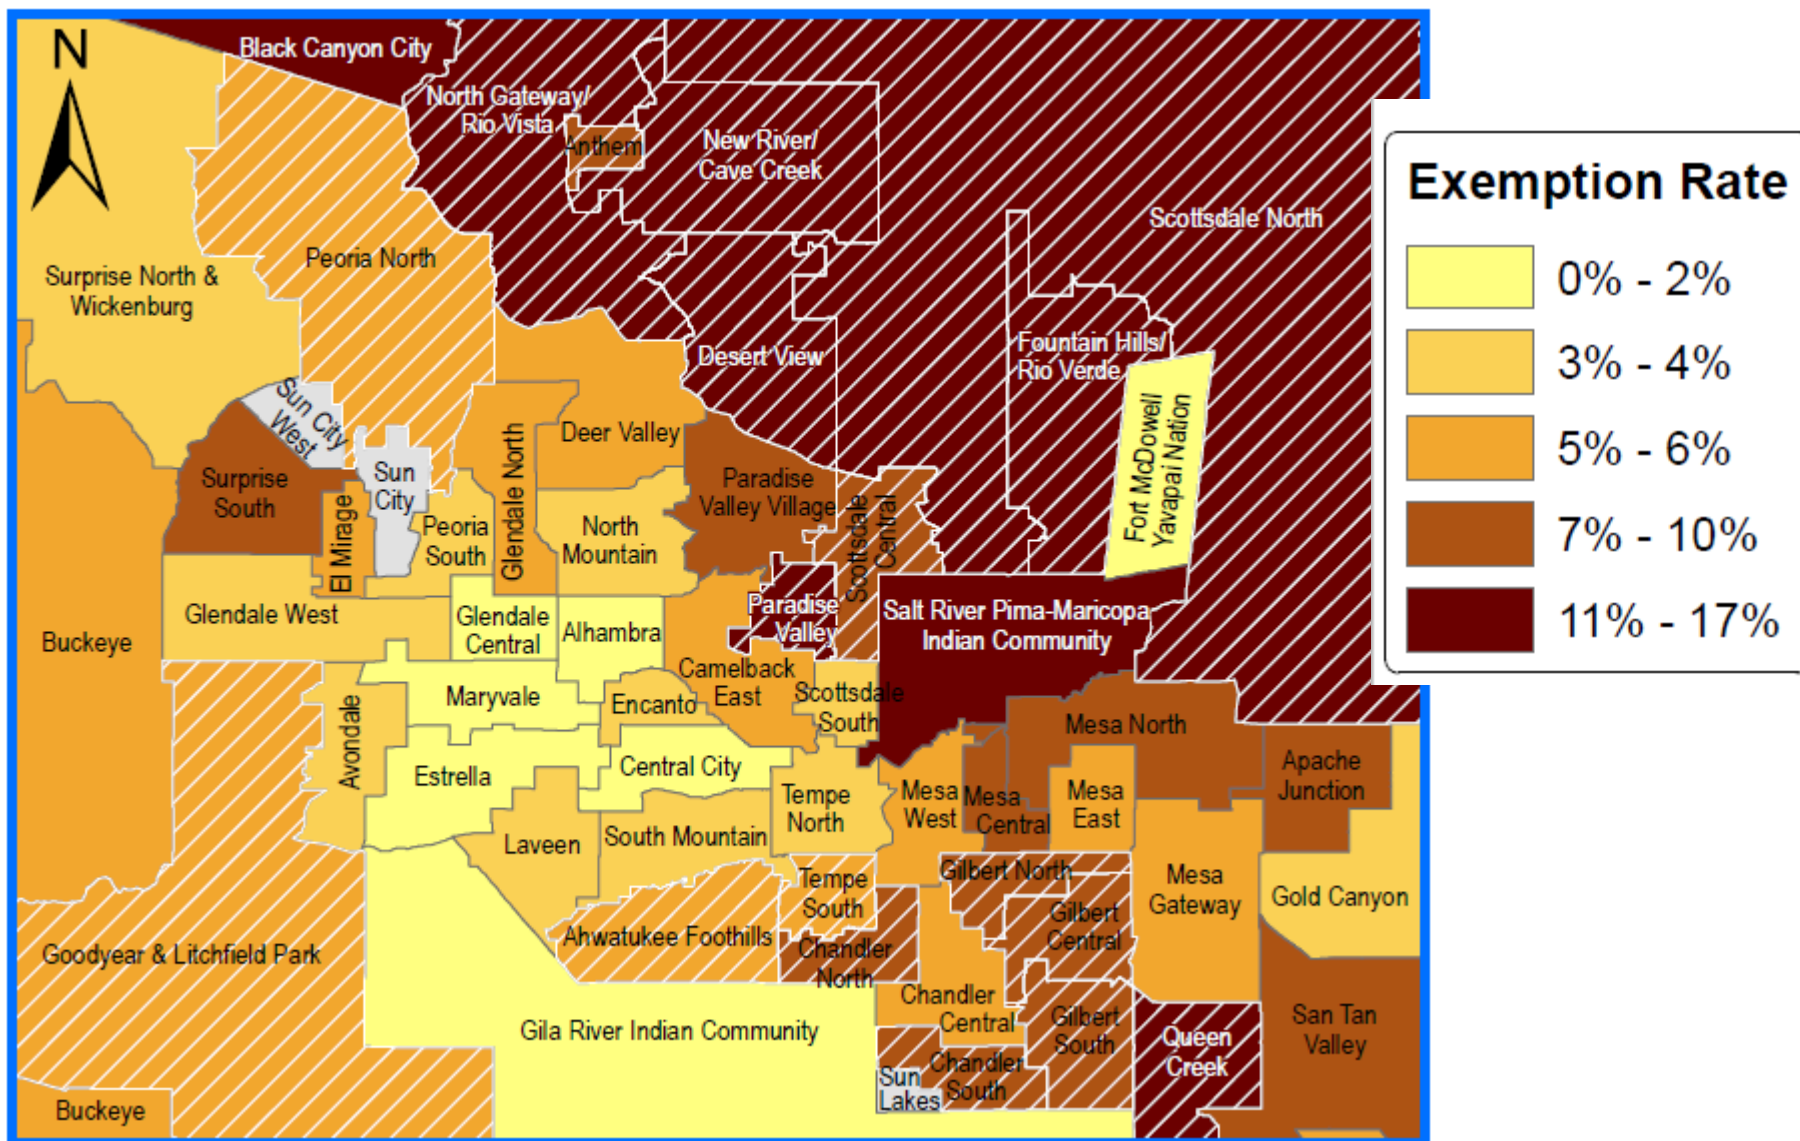 N
Black Canyon City
North Gateway/
Rio Vista
Anthem
New River/
Cave Creek
Scottsdale North
Peoria North
Surprise North &
Wickenburg
Desert View
Fountain Hills/
Rio Verde
Fort McDowell
Yavapai Nation
Sun City
West
Sun
City
Surprise
South
El Mirage
Peoria
South
Glendale North
Deer Valley
North
Mountain
Paradise
Valley Village
Scottsdale
Central
Paradise
Valley
Salt River Pima-Maricopa
Indian Community
Glendale West
Glendale
Central
Alhambra
Buckeye
Maryvale
Encanto
Camelback
East
Scottsdale
South
Avondale
Estrella
Central City
Mesa North
Apache
Junction
Tempe
North
Mesa
West
Mesa
Central
Mesa
East
Laveen
South Mountain
Tempe
South
Gilbert North
Mesa
Gateway
Gold Canyon
Goodyear & Litchfield Park
Ahwatukee Foothills
Chandler
North
Gilbert
Central
Chandler
Central
Gila River Indian Community
Gilbert
South
Queen
Creek
San Tan
Valley
Sun
Lakes
Chandler
South
Buckeye
Exemption Rate
0% - 2%
3% - 4%
5% - 6%
7% - 10%
11% - 17%